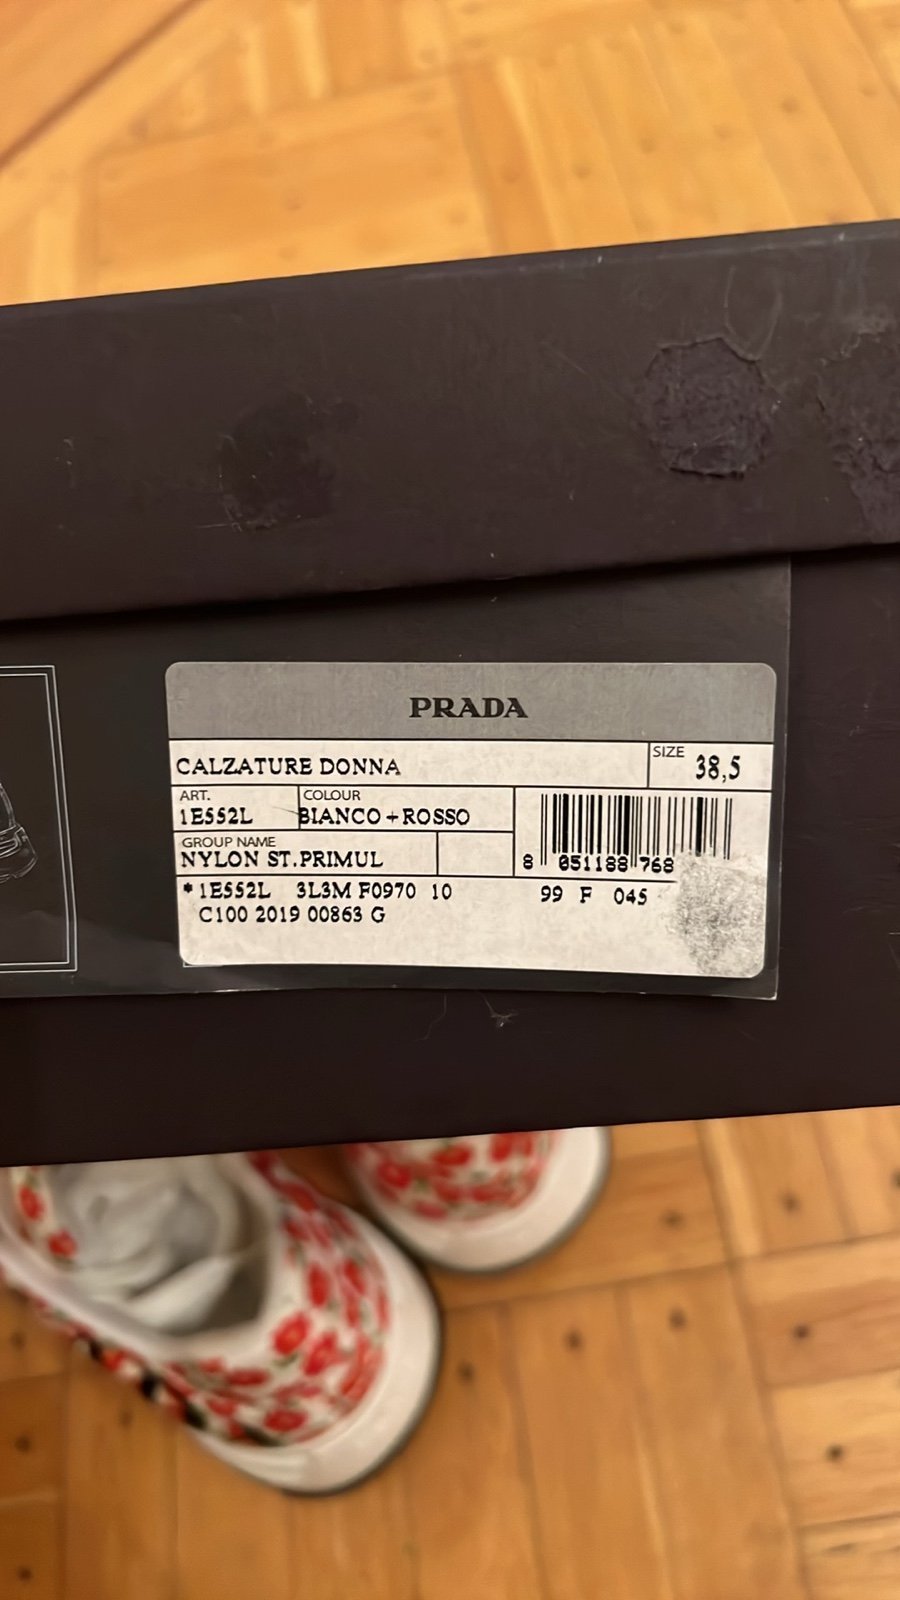 PRADA
CALZATURE DONNA
SIZE
38,5
ART.
1E552L
COLOUR
BIANCO+ROSSO
GROUP NAME
NYLON ST.PRIMUL
8 051188 768
* 1E552L 3L3M F0970 10 99 F 045
C100 2019 00863 G